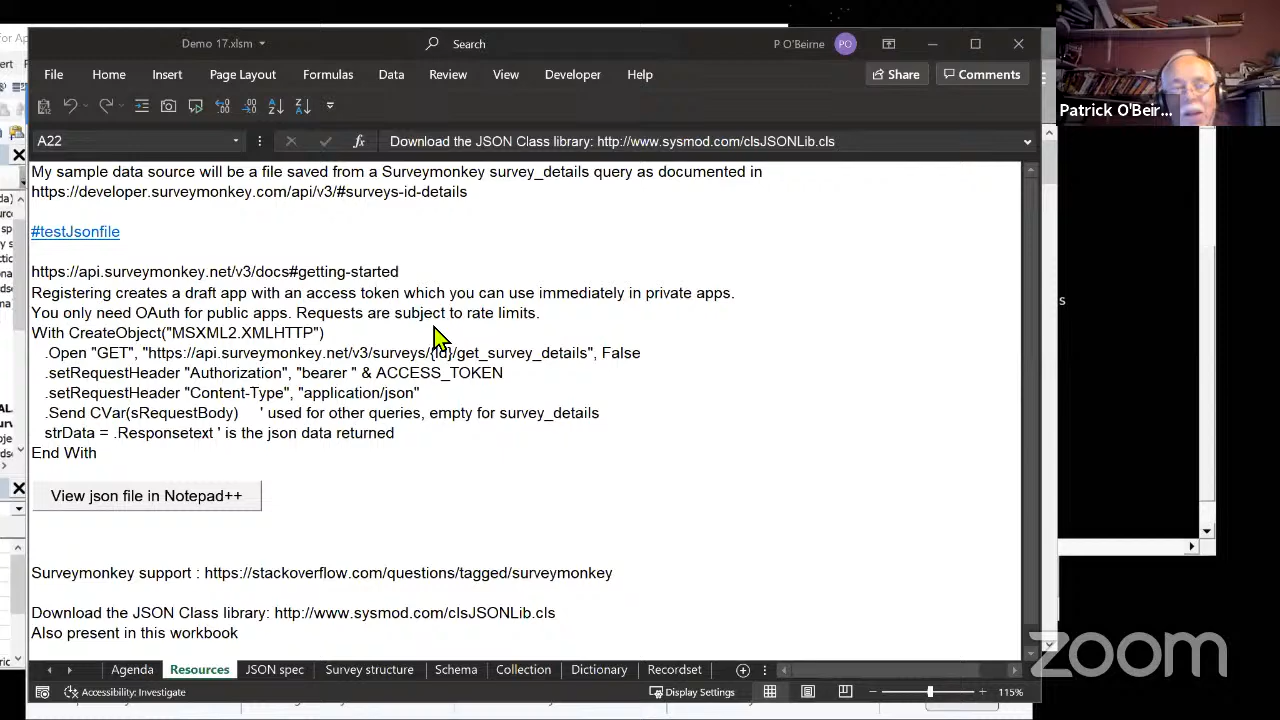 Demo 17.xlsm
Search
P O'Beirne
PO
File Home Insert Page Layout Formulas Data Review View Developer Help
Share
Comments
A22
fx
Download the JSON Class library: http://www.sysmod.com/clsJSONLib.cls
My sample data source will be a file saved from a Surveymonkey survey_details query as documented in
https://developer.surveymonkey.com/api/v3/#surveys-id-details
#testJsonfile
https://api.surveymonkey.net/v3/docs#getting-started
Registering creates a draft app with an access token which you can use immediately in private apps.
You only need OAuth for public apps. Requests are subject to rate limits.
With CreateObject("MSXML2.XMLHTTP")
.Open "GET", "https://api.surveymonkey.net/v3/surveys/{id}/get_survey_details", False
.setRequestHeader "Authorization", "bearer " & ACCESS_TOKEN
.setRequestHeader "Content-Type", "application/json"
.Send CVar(sRequestBody) ' used for other queries, empty for survey_details
strData = .Responsetext ' is the json data returned
End With
View json file in Notepad++
Surveymonkey support : https://stackoverflow.com/questions/tagged/surveymonkey
Download the JSON Class library: http://www.sysmod.com/clsJSONLib.cls
Also present in this workbook
Agenda Resources JSON spec Survey structure Schema Collection Dictionary Recordset
Accessibility: Investigate
Display Settings
115%
Patrick O'Beir...
zoom